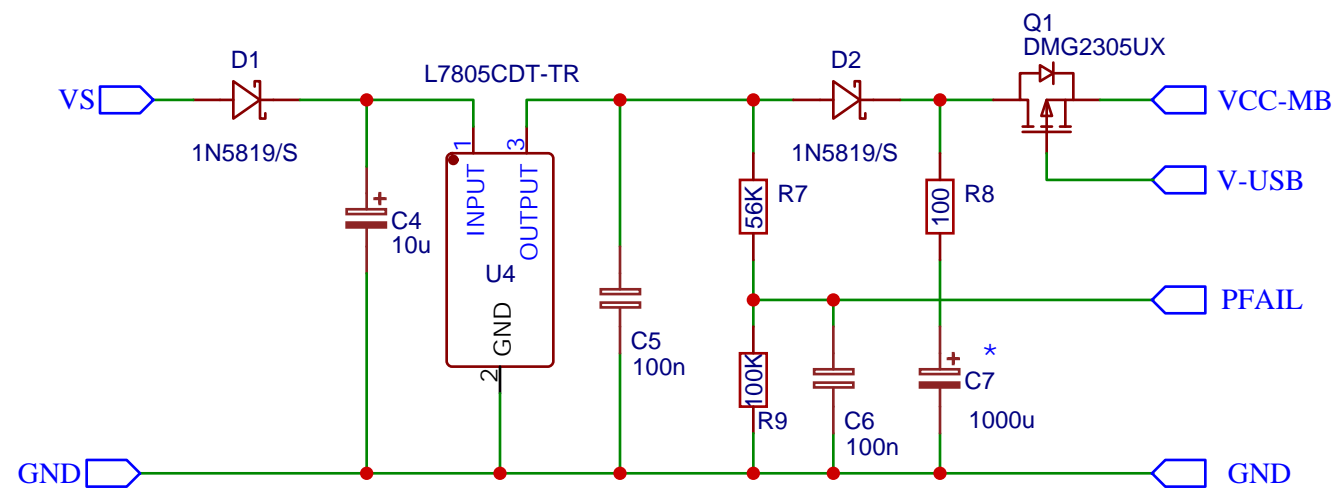 Q1
DMG2305UX
D1
L7805CDT-TR
D2
VS
VCC-MB
1N5819/S
1
3
1N5819/S
INPUT
OUTPUT
56K
R7
100
R8
V-USB
+
C4
10u
U4
PFAIL
GND
C5
100n
2
100K
R9
C6
100n
+
*
C7
1000u
GND
GND